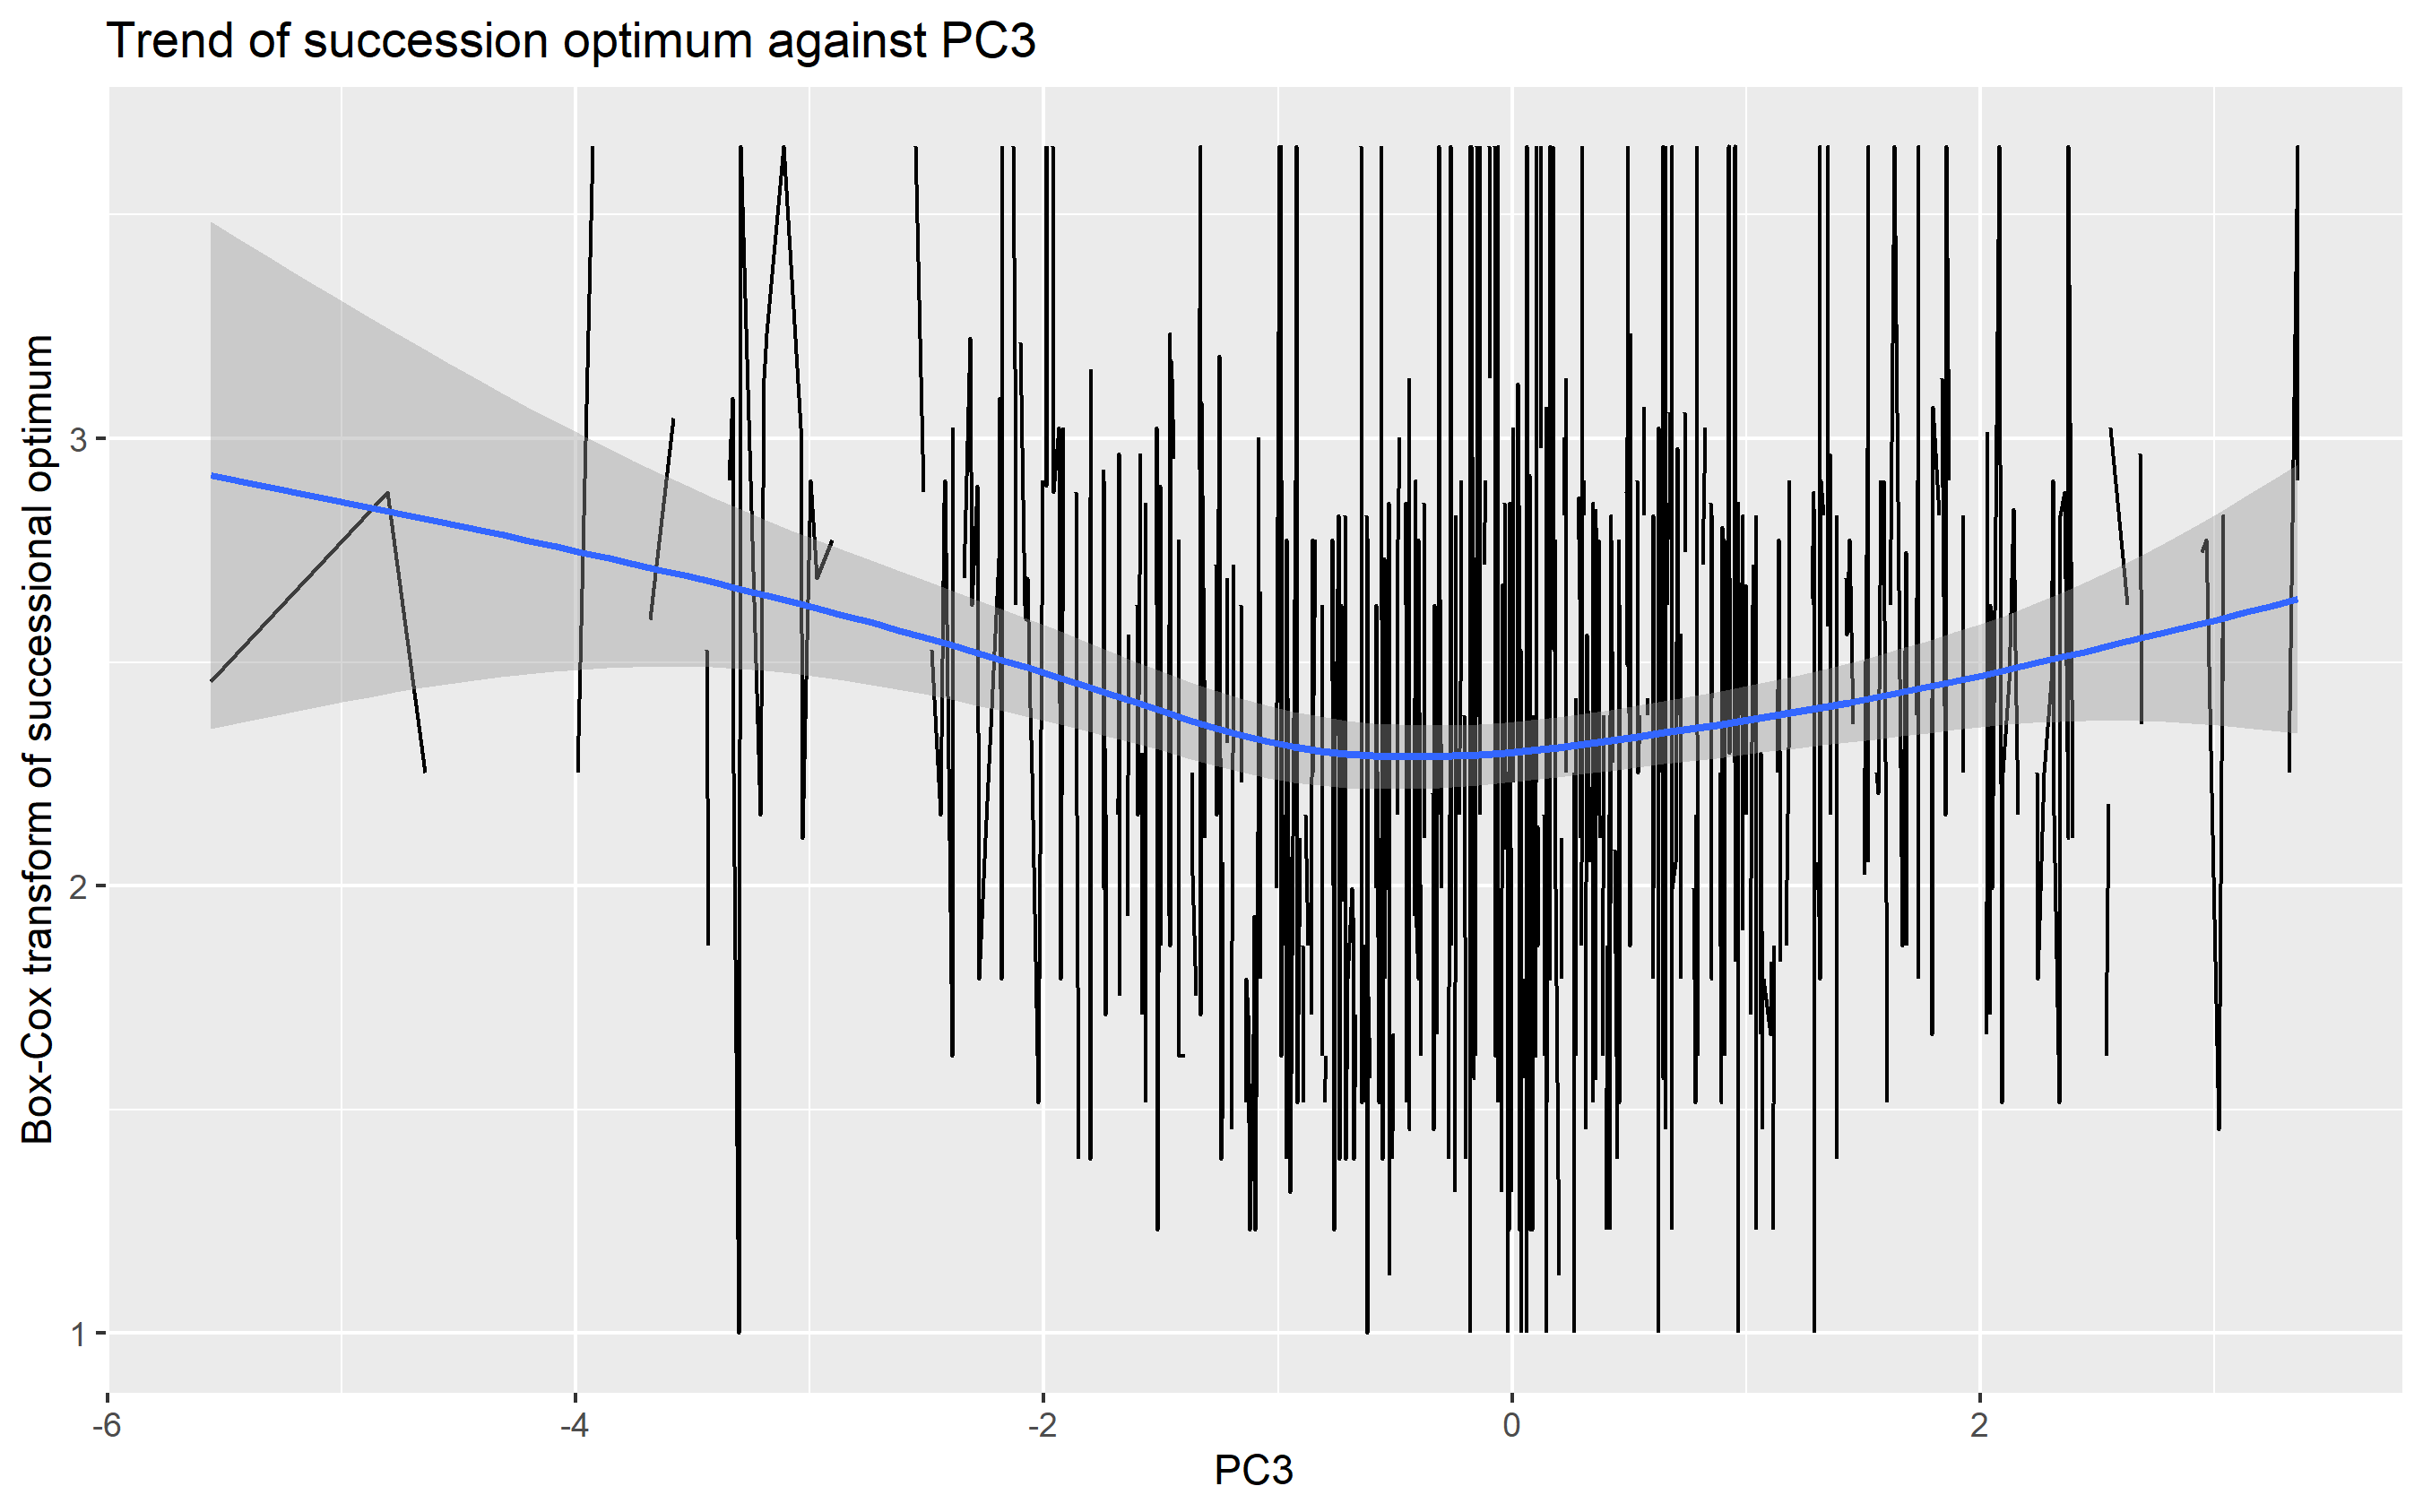 Trend of succession optimum against PC3
Box-Cox transform of successional optimum
3
2
1
-6
-4
-2
0
2
PC3